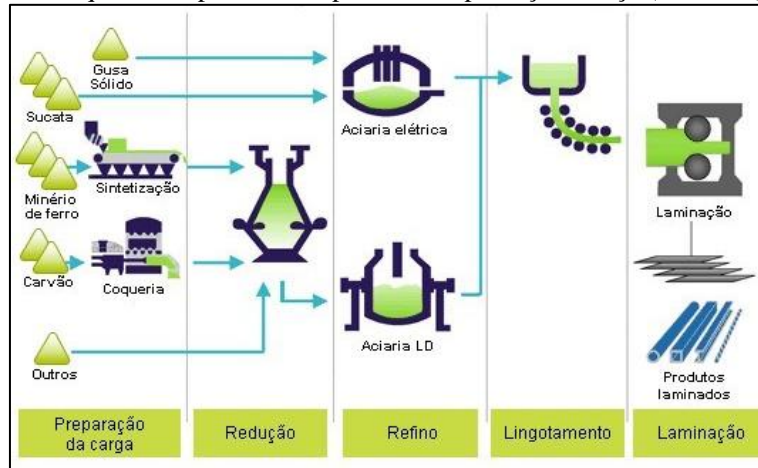 Gusa
Sólido
Sucata
Aciaria elétrica
Minério
de ferro
Sintetização
Laminação
Carvão
Coqueria
Aciaria LD
Outros
Produtos
laminados
Preparação
da carga
Redução
Refino
Lingotamento
Laminação